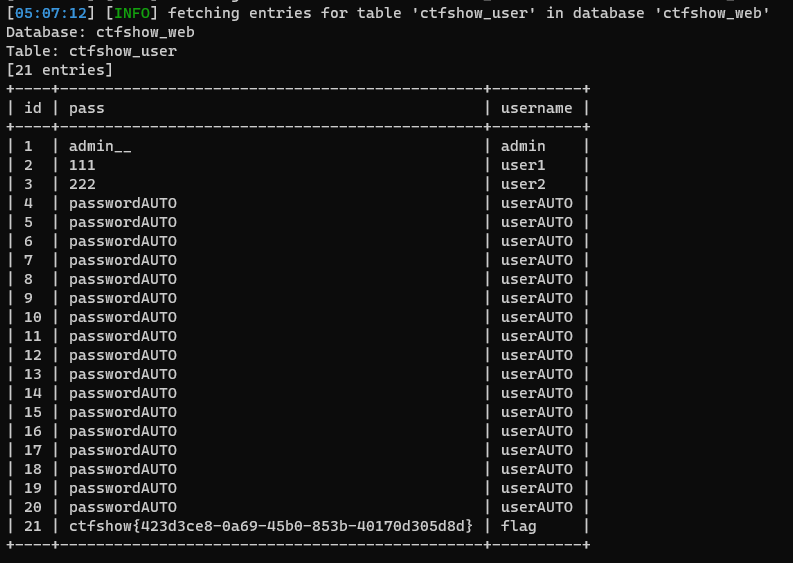 [05:07:12] [INFO] fetching entries for table 'ctfshow_user' in database 'ctfshow_web'
Database: ctfshow_web
Table: ctfshow_user
[21 entries]
+----+----------------------------------------------+----------+
| id | pass                                         | username |
+----+----------------------------------------------+----------+
| 1  | admin__                                      | admin    |
| 2  | 111                                          | user1    |
| 3  | 222                                          | user2    |
| 4  | passwordAUTO                                 | userAUTO |
| 5  | passwordAUTO                                 | userAUTO |
| 6  | passwordAUTO                                 | userAUTO |
| 7  | passwordAUTO                                 | userAUTO |
| 8  | passwordAUTO                                 | userAUTO |
| 9  | passwordAUTO                                 | userAUTO |
| 10 | passwordAUTO                                 | userAUTO |
| 11 | passwordAUTO                                 | userAUTO |
| 12 | passwordAUTO                                 | userAUTO |
| 13 | passwordAUTO                                 | userAUTO |
| 14 | passwordAUTO                                 | userAUTO |
| 15 | passwordAUTO                                 | userAUTO |
| 16 | passwordAUTO                                 | userAUTO |
| 17 | passwordAUTO                                 | userAUTO |
| 18 | passwordAUTO                                 | userAUTO |
| 19 | passwordAUTO                                 | userAUTO |
| 20 | passwordAUTO                                 | userAUTO |
| 21 | ctfshow{423d3ce8-0a69-45b0-853b-40170d305d8d} | flag     |
+----+----------------------------------------------+----------+